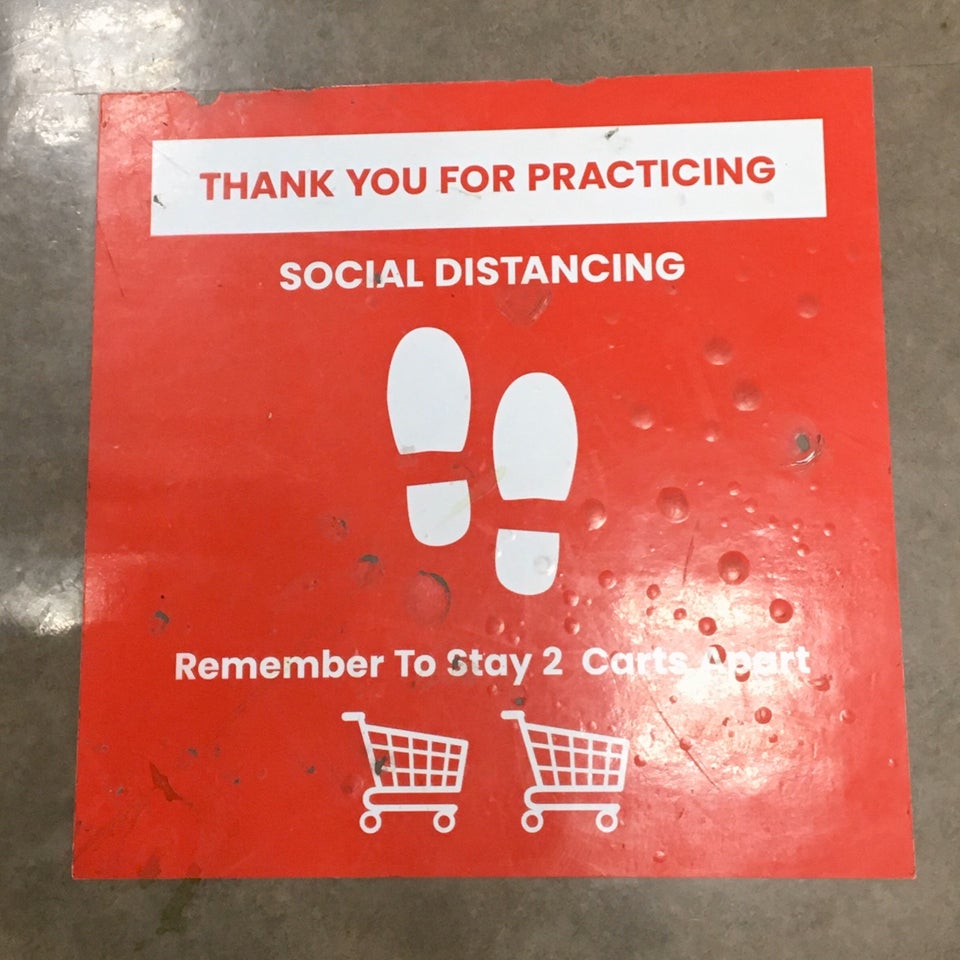 THANK YOU FOR PRACTICING
SOCIAL DISTANCING
Remember To Stay 2 Carts Apart